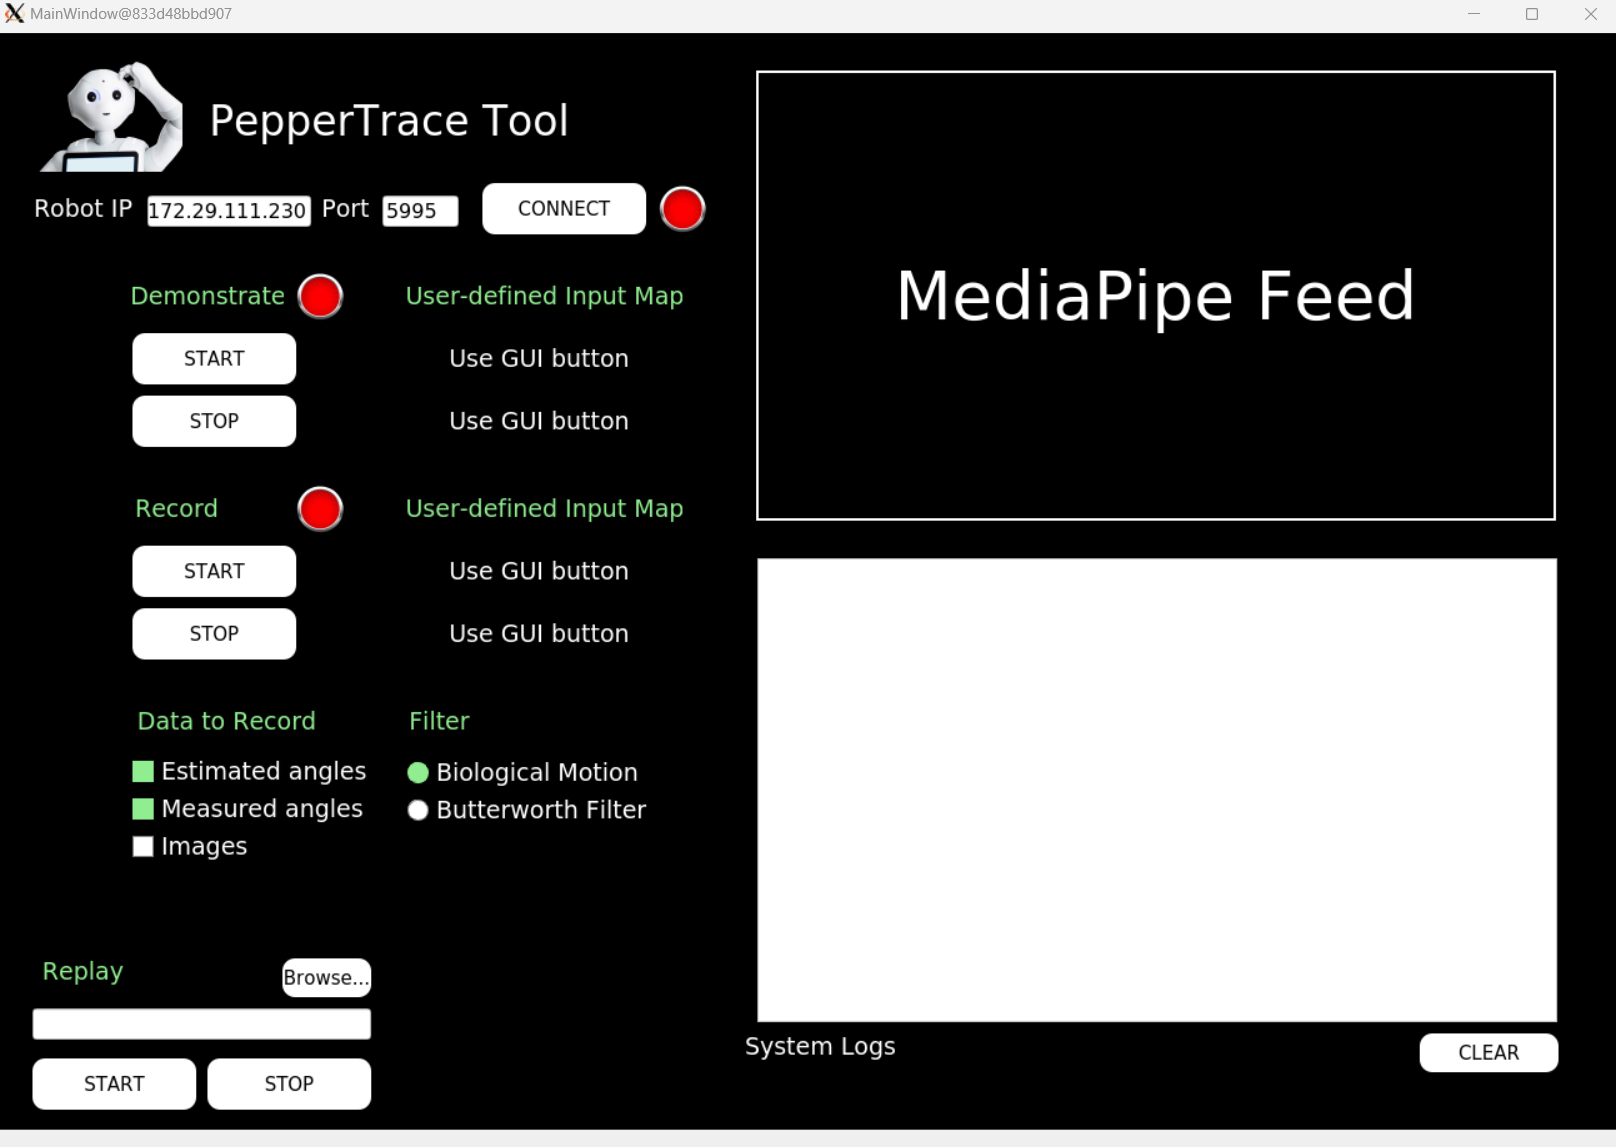 MainWindow@833d48bbd907
PepperTrace Tool
Robot IP 172.29.111.230 Port 5995 CONNECT
Demonstrate User-defined Input Map
START Use GUI button
STOP Use GUI button
Record User-defined Input Map
START Use GUI button
STOP Use GUI button
Data to Record Filter
Estimated angles Biological Motion
Measured angles Butterworth Filter
Images
Replay Browse...
START STOP
MediaPipe Feed
System Logs CLEAR